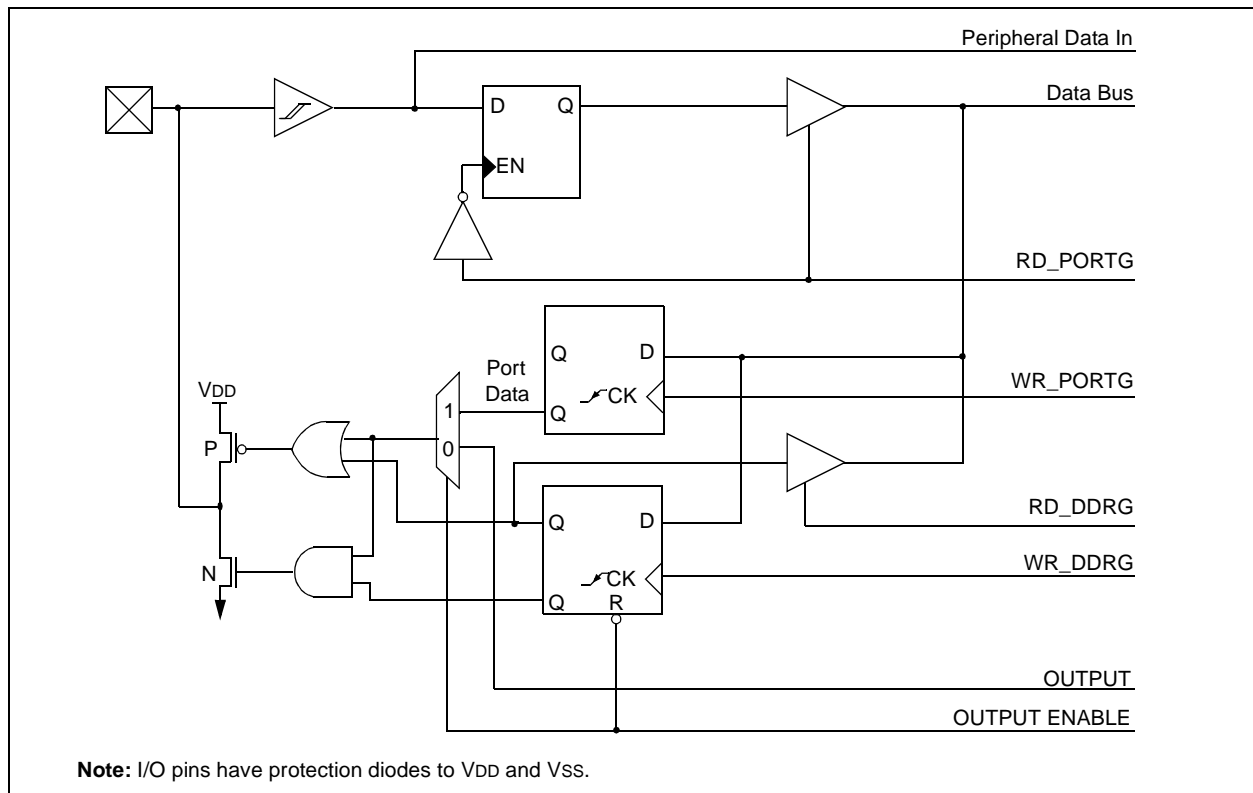 Peripheral Data In
Data Bus
D
Q
EN
RD_PORTG
Q
D
Port
Data
WR_PORTG
CK
Q
VDD
1
P
0
RD_DDRG
Q
D
WR_DDRG
N
CK
Q
R
OUTPUT
OUTPUT ENABLE
Note: I/O pins have protection diodes to VDD and VSS.